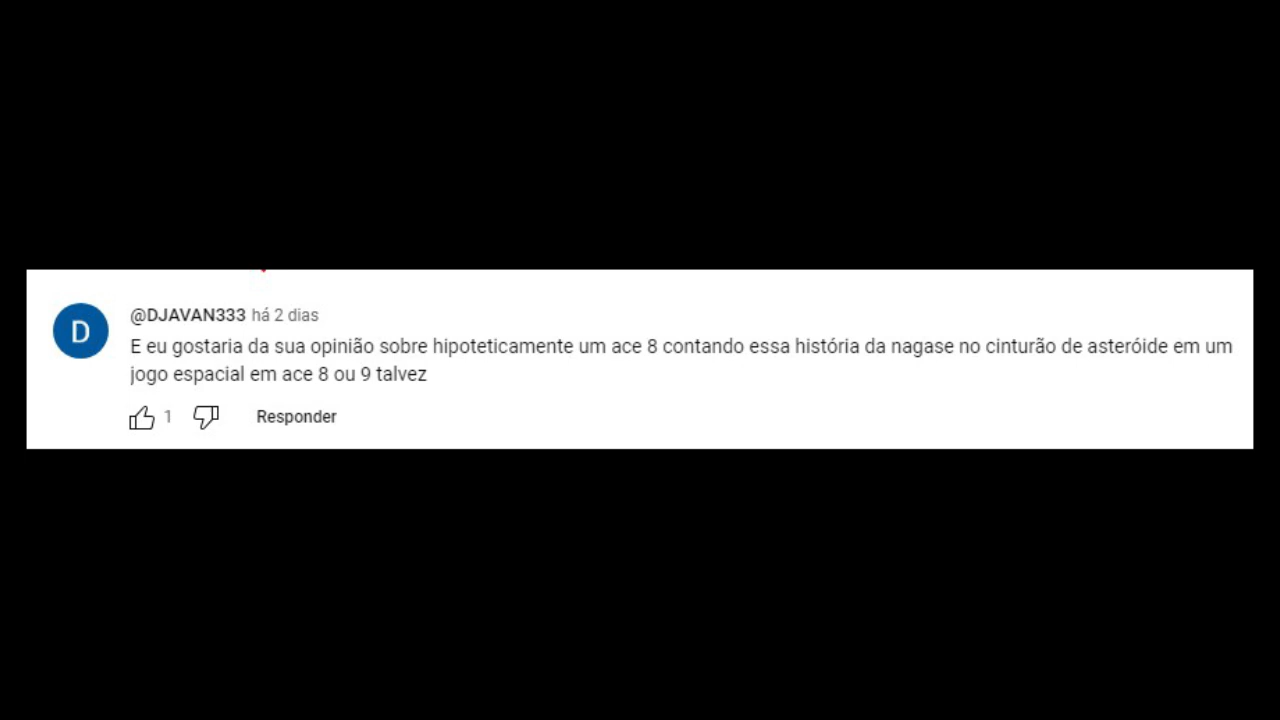 @DJAVAN333 há 2 dias
E eu gostaria da sua opinião sobre hipoteticamente um ace 8 contando essa história da nagase no cinturão de asteróide em um
jogo espacial em ace 8 ou 9 talvez
1 Responder
D